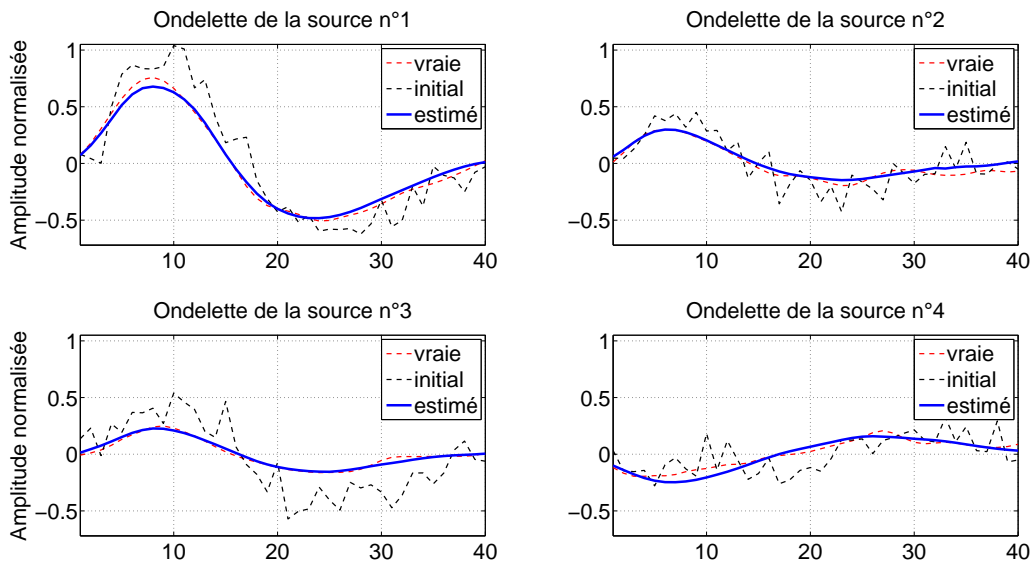 Ondelette de la source n°1
Amplitude normalisée
1
0.5
0
−0.5
10
20
30
40
vraie
initial
estimé
Ondelette de la source n°2
1
0.5
0
−0.5
10
20
30
40
vraie
initial
estimé
Ondelette de la source n°3
Amplitude normalisée
1
0.5
0
−0.5
10
20
30
40
vraie
initial
estimé
Ondelette de la source n°4
1
0.5
0
−0.5
10
20
30
40
vraie
initial
estimé